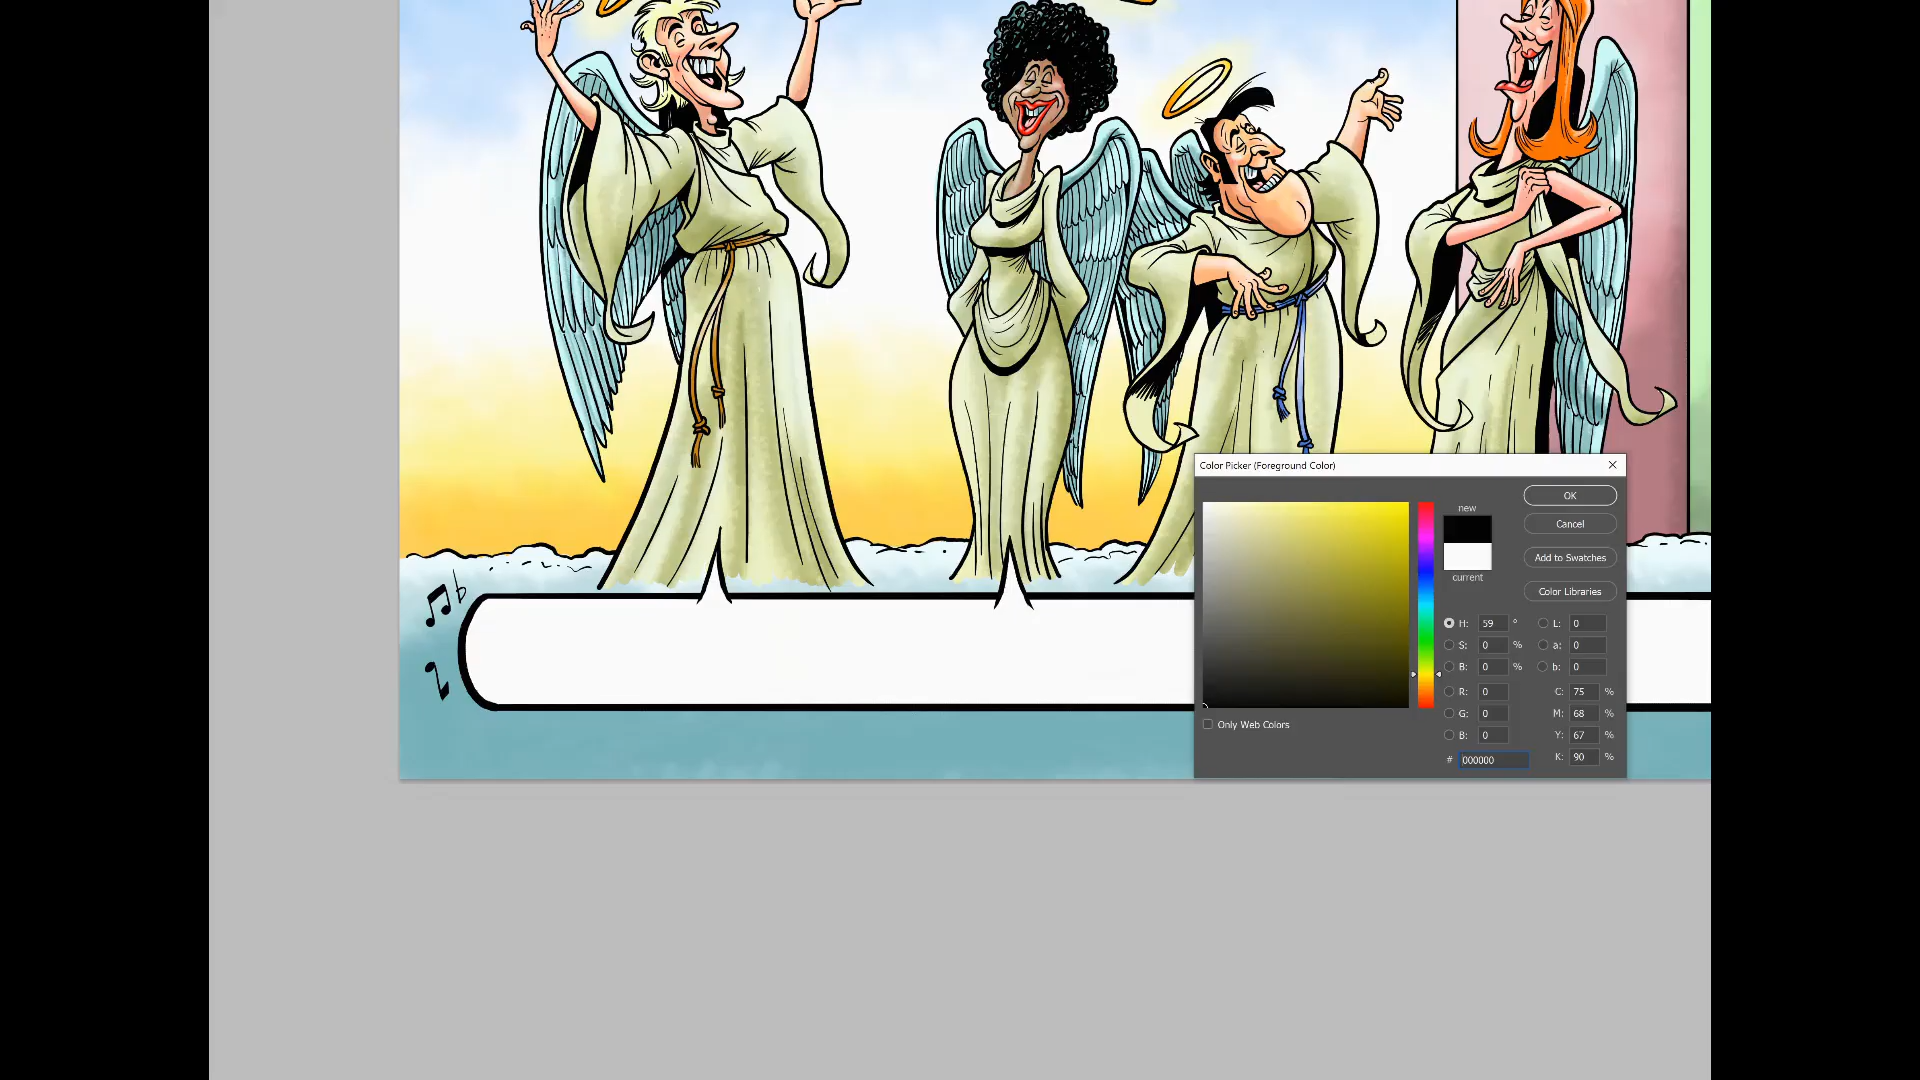 Color Picker (Foreground Color)
OK
new
Cancel
Add to Swatches
current
Color Libraries
H: 59 °
L: 0
S: 0 %
a: 0
B: 0 %
b: 0
R: 0
C: 75 %
G: 0
M: 68 %
Only Web Colors
B: 0
Y: 67 %
# 000000
K: 90 %